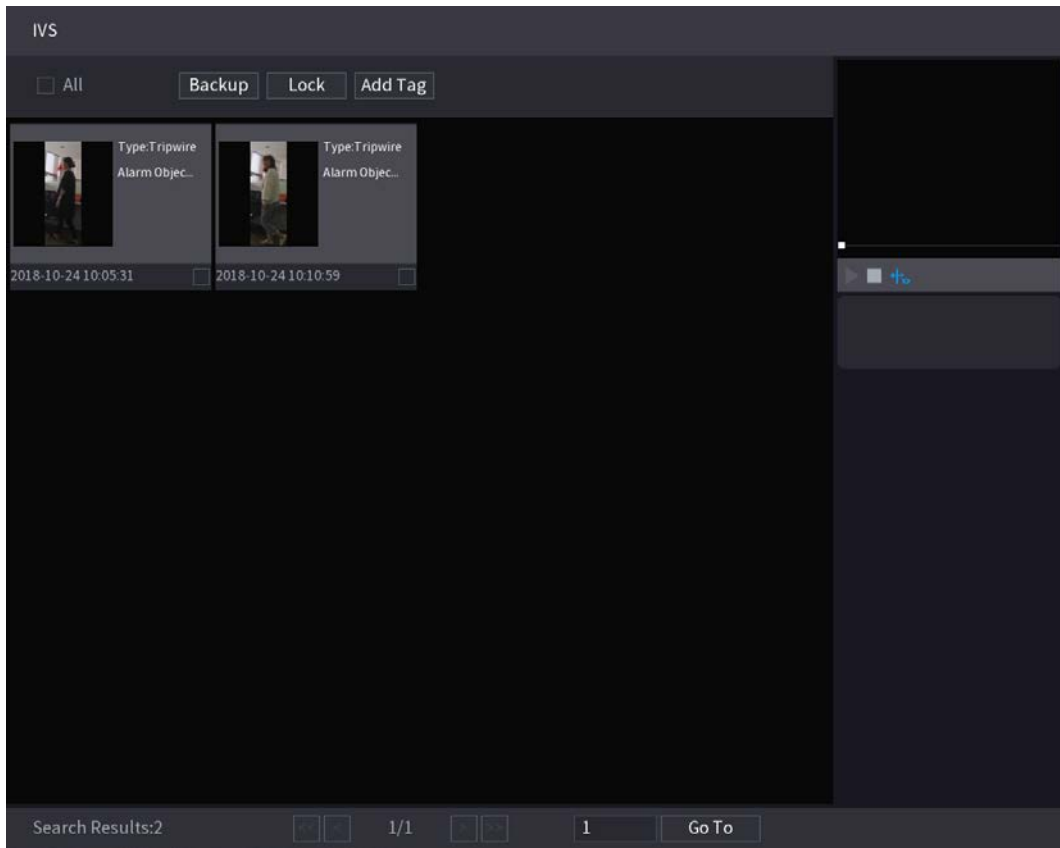 IVS
All Backup Lock Add Tag
Type:Tripwire
Alarm Objec...
2018-10-24 10:05:31
Type:Tripwire
Alarm Objec...
2018-10-24 10:10:59
Search Results:2 << < 1/1 > >> 1 Go To